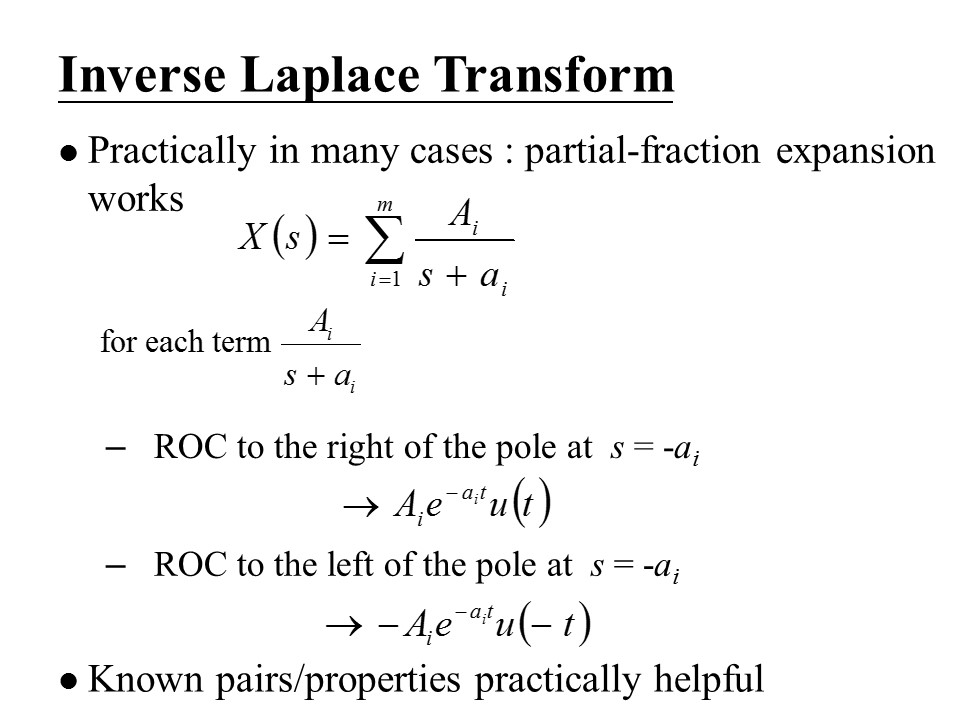 Inverse Laplace Transform
● Practically in many cases : partial-fraction expansion
works
X(s) = \sum_{i=1}^{m} \frac{A_i}{s + a_i}
for each term \frac{A_i}{s + a_i}
– ROC to the right of the pole at s = -a_i
→ A_i e^{-a_i t} u(t)
– ROC to the left of the pole at s = -a_i
→ -A_i e^{-a_i t} u(-t)
● Known pairs/properties practically helpful